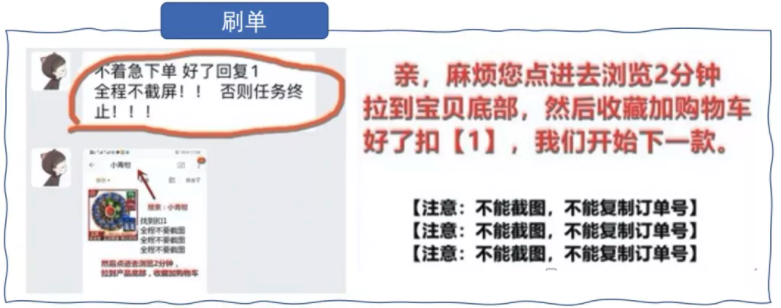 刷单
不着急下单 好了回复1
全程不截屏！！ 否则任务终
止！！！
小青柑
搜索：小青柑
找到扣1
全程不要截图
全程不要截图
全程不要截图
然后点进去浏览2分钟，
拉到产品底部，收藏加购物车
亲，麻烦您点进去浏览2分钟
拉到宝贝底部，然后收藏加购物车
好了扣【1】，我们开始下一款。
【注意：不能截图，不能复制订单号】
【注意：不能截图，不能复制订单号】
【注意：不能截图，不能复制订单号】